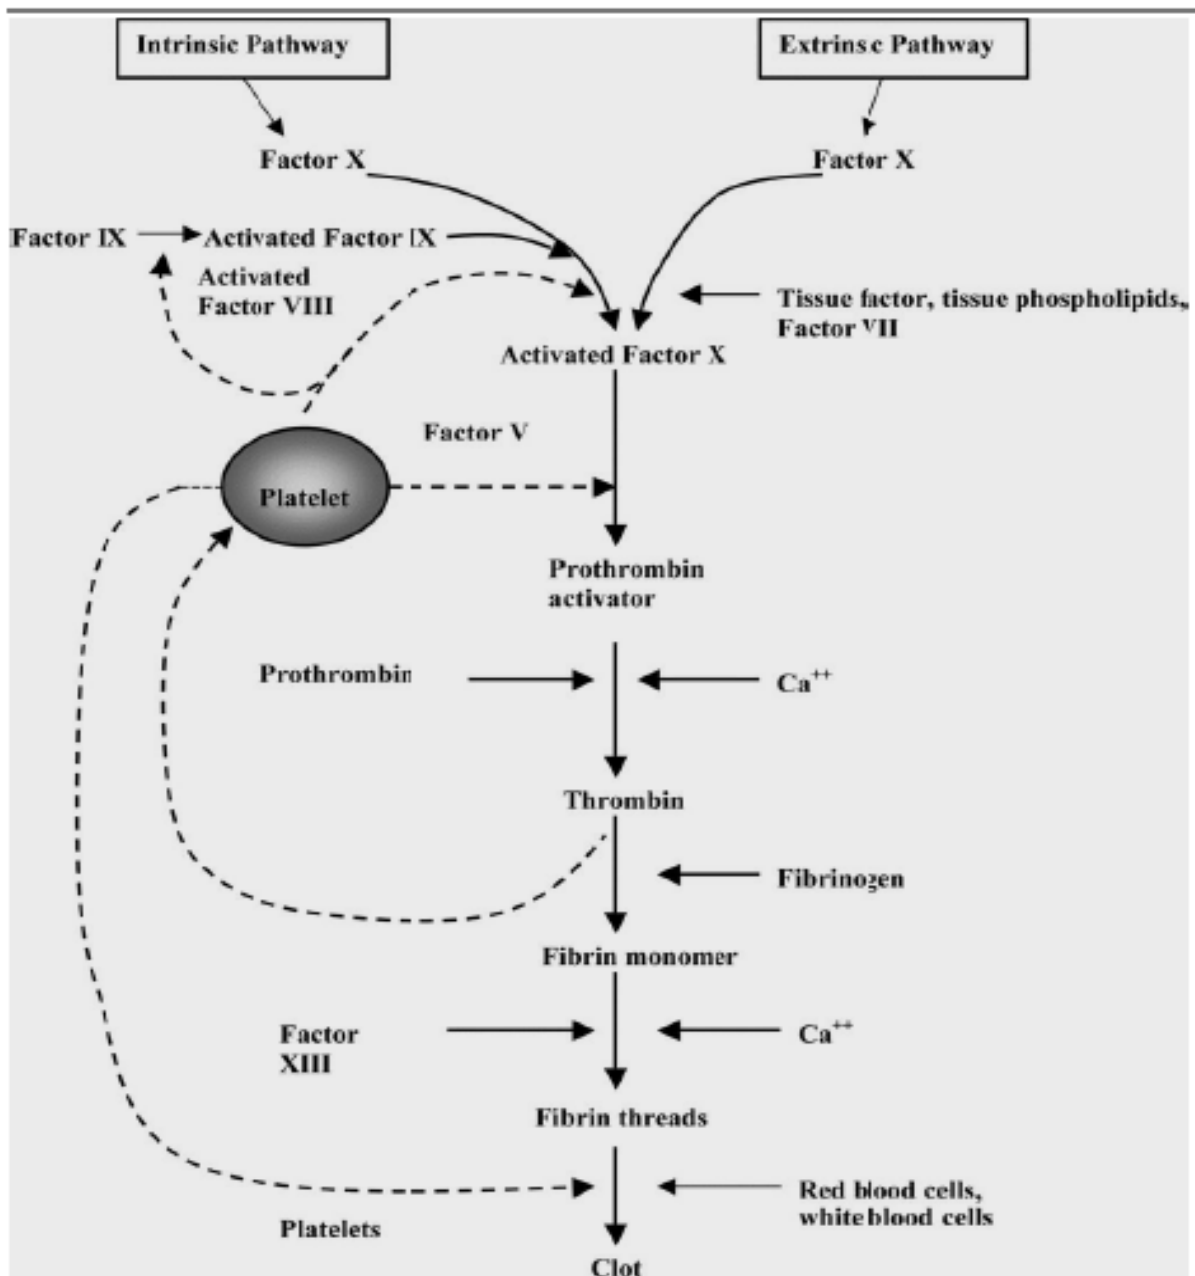 Intrinsic Pathway
Extrinsic Pathway
Factor X
Factor X
Factor IX
Activated Factor IX
Activated
Factor VIII
Tissue factor, tissue phospholipids,
Factor VII
Activated Factor X
Factor V
Platelet
Prothrombin
activator
Prothrombin
Ca++
Thrombin
Fibrinogen
Fibrin monomer
Factor
XIII
Ca++
Fibrin threads
Red blood cells,
white blood cells
Platelets
Clot